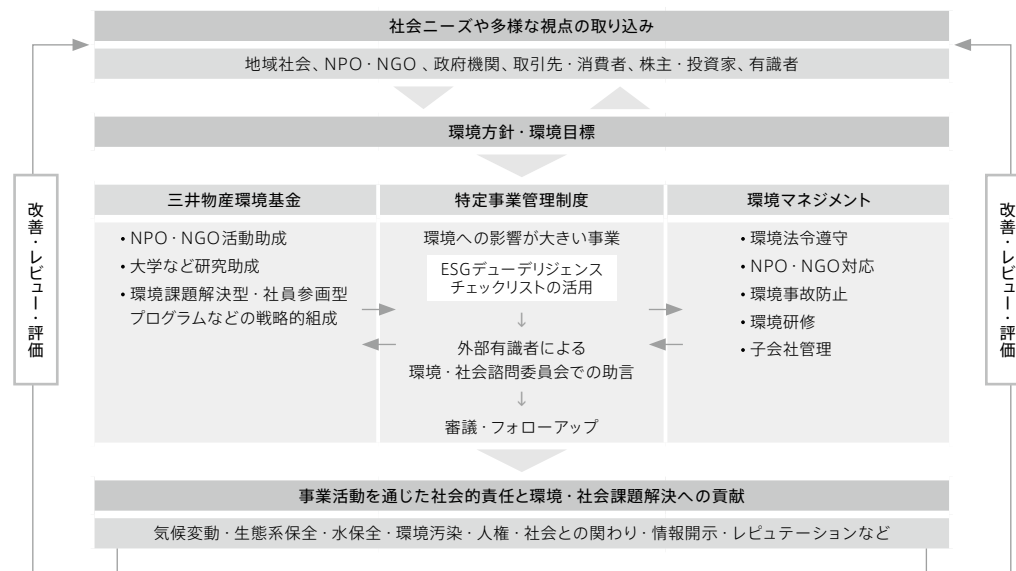 社会ニーズや多様な視点の取り込み
地域社会、NPO・NGO、政府機関、取引先・消費者、株主・投資家、有識者
環境方針・環境目標
改善・レビュー・評価
三井物産環境基金
• NPO・NGO活動助成
• 大学など研究助成
• 環境課題解決型・社員参画型
プログラムなどの戦略的組成
特定事業管理制度
環境への影響が大きい事業
ESGデューデリジェンス
チェックリストの活用
↓
外部有識者による
環境・社会諮問委員会での助言
↓
審議・フォローアップ
環境マネジメント
• 環境法令遵守
• NPO・NGO対応
• 環境事故防止
• 環境研修
• 子会社管理
改善・レビュー・評価
事業活動を通じた社会的責任と環境・社会課題解決への貢献
気候変動・生態系保全・水保全・環境汚染・人権・社会との関わり・情報開示・レピュテーションなど